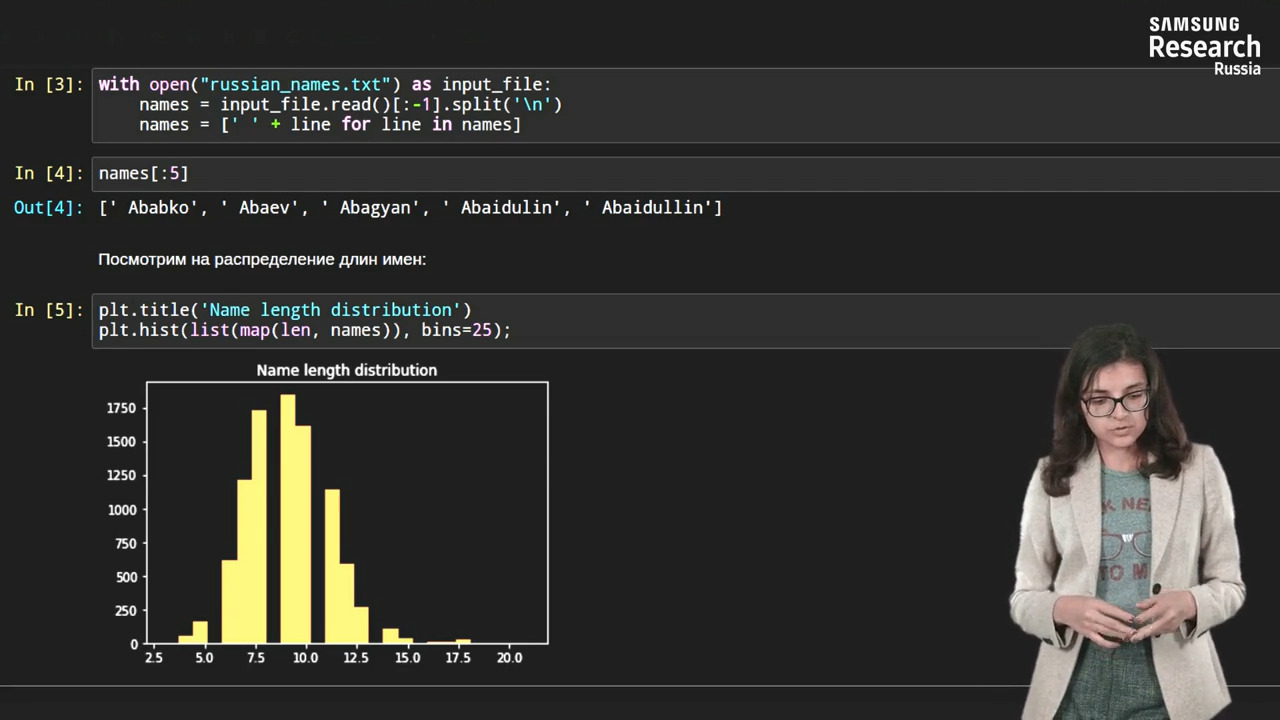 SAMSUNG
Research
Russia
In [3]:
with open("russian_names.txt") as input_file:
names = input_file.read()[:-1].split('\n')
names = [' ' + line for line in names]
In [4]:
names[:5]
Out[4]:
[' Ababko', ' Abaev', ' Abagyan', ' Abaidulin', ' Abaidullin']
Посмотрим на распределение длин имен:
In [5]:
plt.title('Name length distribution')
plt.hist(list(map(len, names)), bins=25);
Name length distribution
1750
1500
1250
1000
750
500
250
0
2.5 5.0 7.5 10.0 12.5 15.0 17.5 20.0
TO M